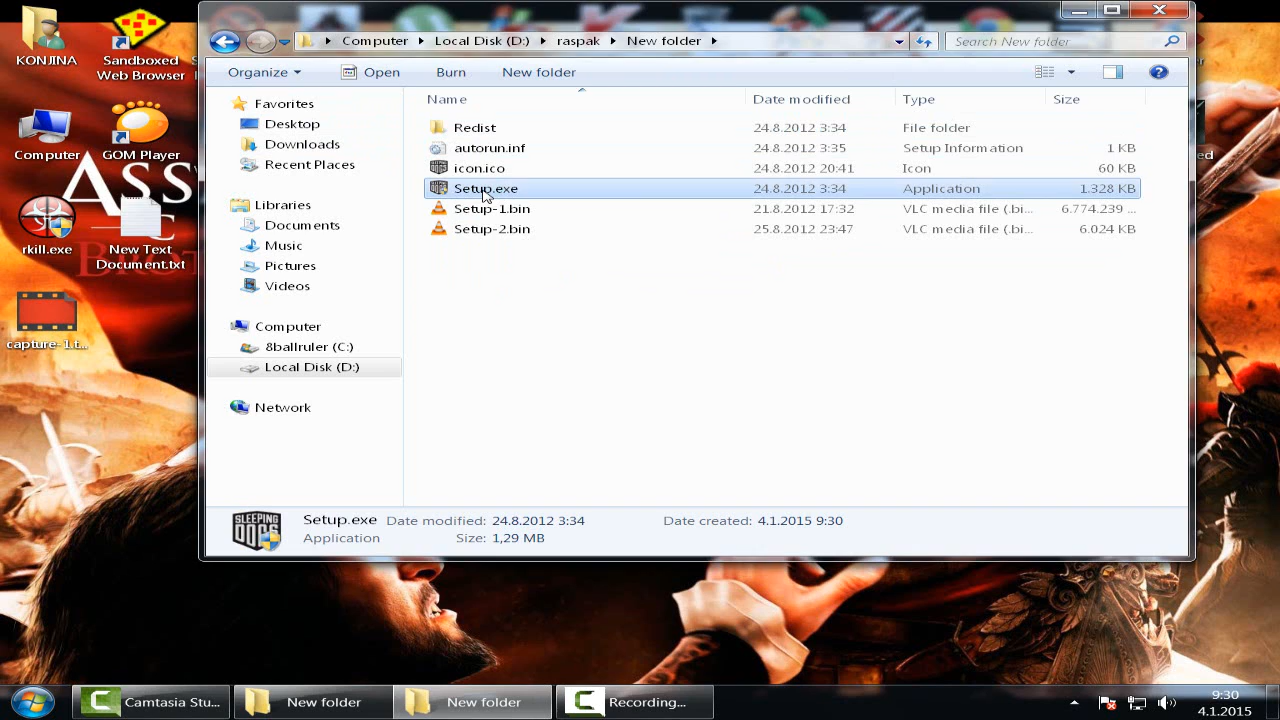 KONJINA
Sandboxed
Web Browser
Computer
GOM Player
ASS
BROT
rkill.exe
New Text
Document.txt
capture-1.t...
Computer
Local Disk (D:)
raspak
New folder
Search New folder
Organize
Open
Burn
New folder
Favorites
Desktop
Downloads
Recent Places
Libraries
Documents
Music
Pictures
Videos
Computer
8ballruler (C:)
Local Disk (D:)
Network
Name Date modified Type Size
Redist 24.8.2012 3:34 File folder
autorun.inf 24.8.2012 3:35 Setup Information 1 KB
icon.ico 24.8.2012 20:41 Icon 60 KB
Setup.exe 24.8.2012 3:34 Application 1.328 KB
Setup-1.bin 21.8.2012 17:32 VLC media file (.bi... 6.774.239 ...
Setup-2.bin 25.8.2012 23:47 VLC media file (.bi... 6.024 KB
SLEEPING
DOGS
Setup.exe Date modified: 24.8.2012 3:34 Date created: 4.1.2015 9:30
Application Size: 1,29 MB
Camtasia Stu...
New folder
New folder
Recording...
9:30
4.1.2015